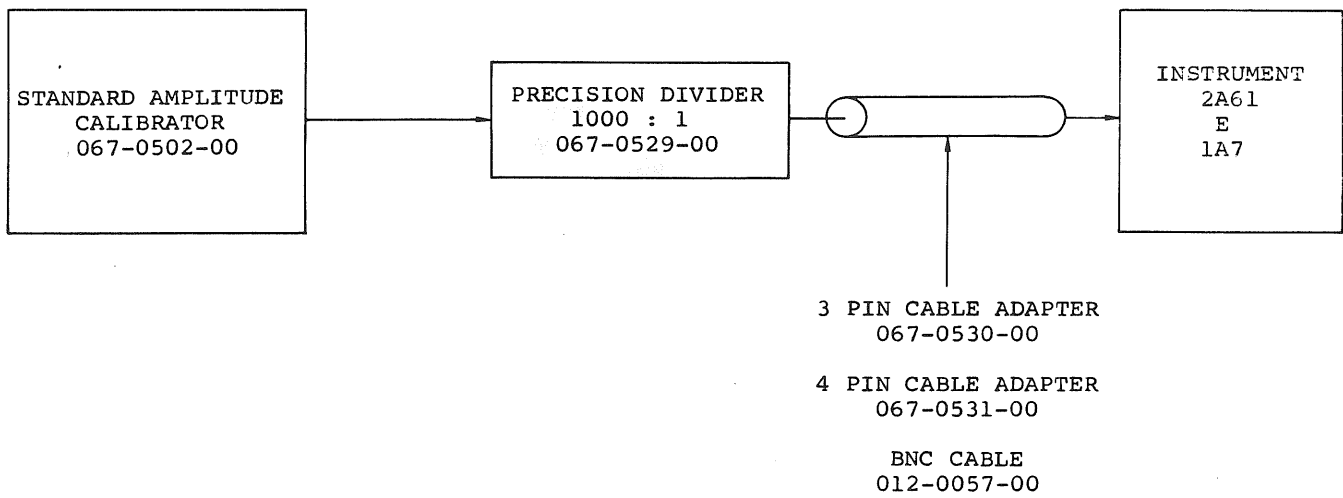 STANDARD AMPLITUDE
CALIBRATOR
067-0502-00
PRECISION DIVIDER
1000 : 1
067-0529-00
INSTRUMENT
2A61
E
1A7
3 PIN CABLE ADAPTER
067-0530-00
4 PIN CABLE ADAPTER
067-0531-00
BNC CABLE
012-0057-00